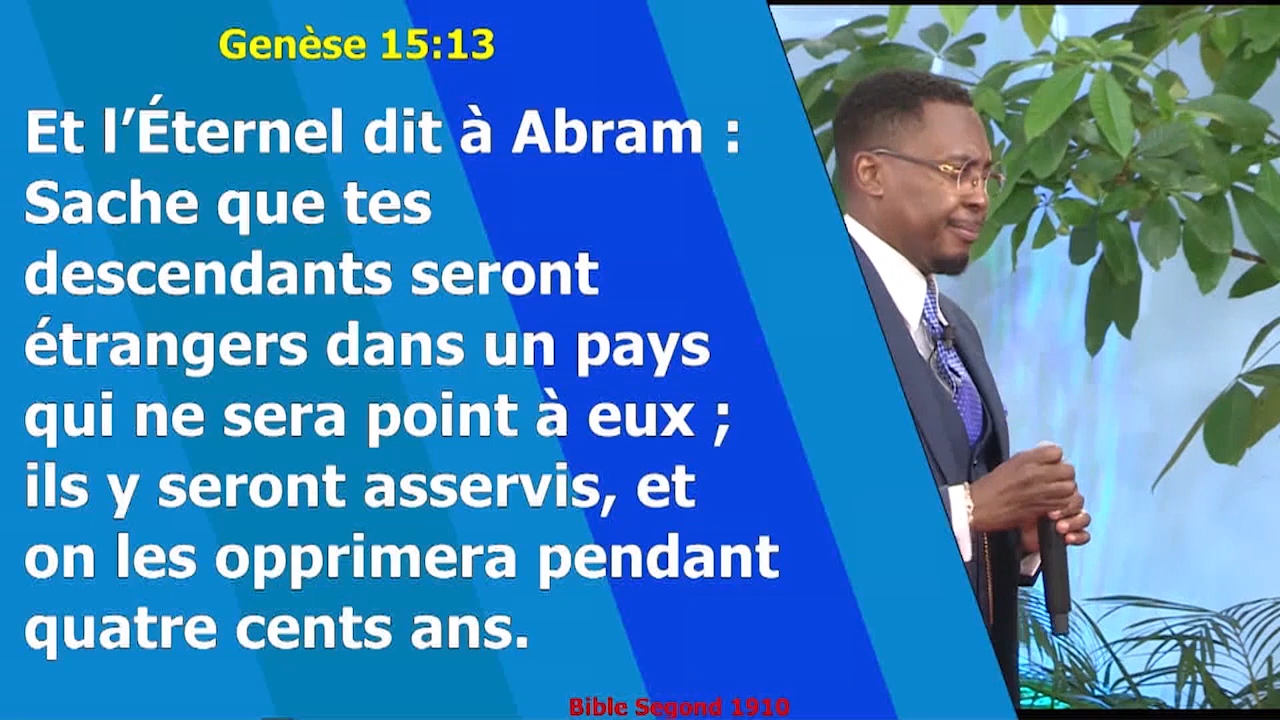 Genèse 15:13
Et l’Éternel dit à Abram :
Sache que tes
descendants seront
étrangers dans un pays
qui ne sera point à eux ;
ils y seront asservis, et
on les opprimera pendant
quatre cents ans.
Bible Segond 1910